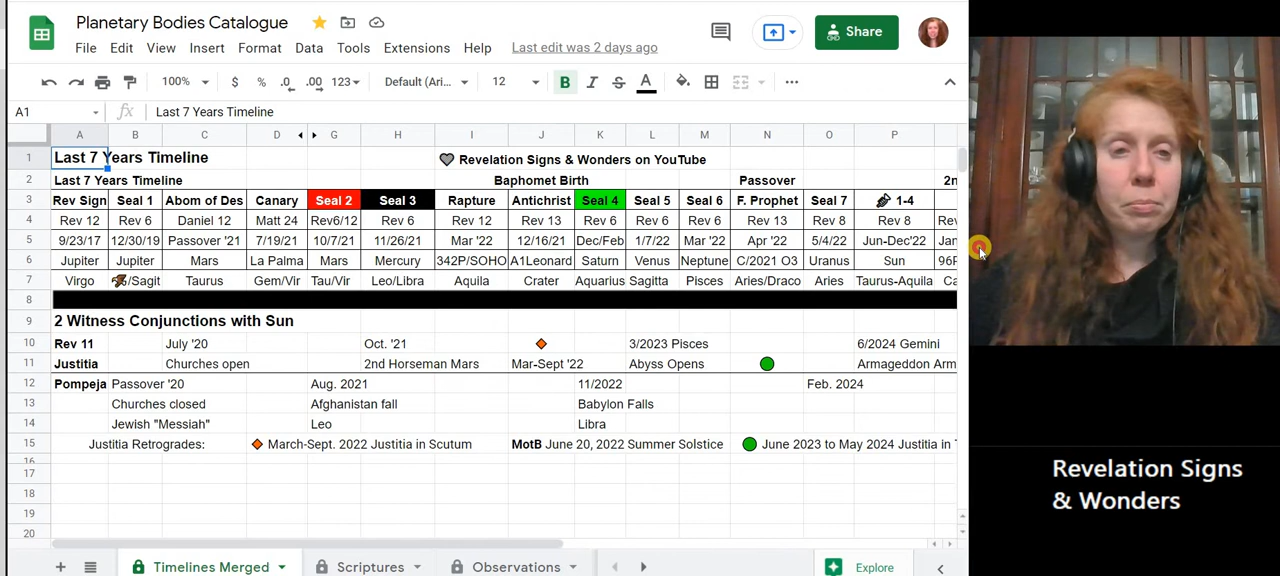 Planetary Bodies Catalogue
File Edit View Insert Format Data Tools Extensions Help Last edit was 2 days ago
Share
100% $ % .0 .00 123 Default (Ari... 12 B I S A
A1 fx Last 7 Years Timeline
A B C D G H I J K L M N O P
1 Last 7 Years Timeline Revelation Signs & Wonders on YouTube
2 Last 7 Years Timeline Baphomet Birth Passover 2n
3 Rev Sign Seal 1 Abom of Des Canary Seal 2 Seal 3 Rapture Antichrist Seal 4 Seal 5 Seal 6 F. Prophet Seal 7 1-4
4 Rev 12 Rev 6 Daniel 12 Matt 24 Rev6/12 Rev 6 Rev 12 Rev 13 Rev 6 Rev 6 Rev 6 Rev 13 Rev 8 Rev 8
5 9/23/17 12/30/19 Passover '21 7/19/21 10/7/21 11/26/21 Mar '22 12/16/21 Dec/Feb 1/7/22 Mar '22 Apr '22 5/4/22 Jun-Dec'22
6 Jupiter Jupiter Mars La Palma Mars Mercury 342P/SOHO A1Leonard Saturn Venus Neptune C/2021 O3 Uranus Sun
7 Virgo /Sagit Taurus Gem/Vir Tau/Vir Leo/Libra Aquila Crater Aquarius Sagitta Pisces Aries/Draco Aries Taurus-Aquila
8
9 2 Witness Conjunctions with Sun
10 Rev 11 July '20 Oct. '21 3/2023 Pisces 6/2024 Gemini
11 Justitia Churches open 2nd Horseman Mars Mar-Sept '22 Abyss Opens Armageddon Arm
12 Pompeja Passover '20 Aug. 2021 11/2022 Feb. 2024
13 Churches closed Afghanistan fall Babylon Falls
14 Jewish "Messiah" Leo Libra
15 Justitia Retrogrades: March-Sept. 2022 Justitia in Scutum MotB June 20, 2022 Summer Solstice June 2023 to May 2024 Justitia in
16
17
18
19
20
Timelines Merged Scriptures Observations Explore
Revelation Signs
& Wonders